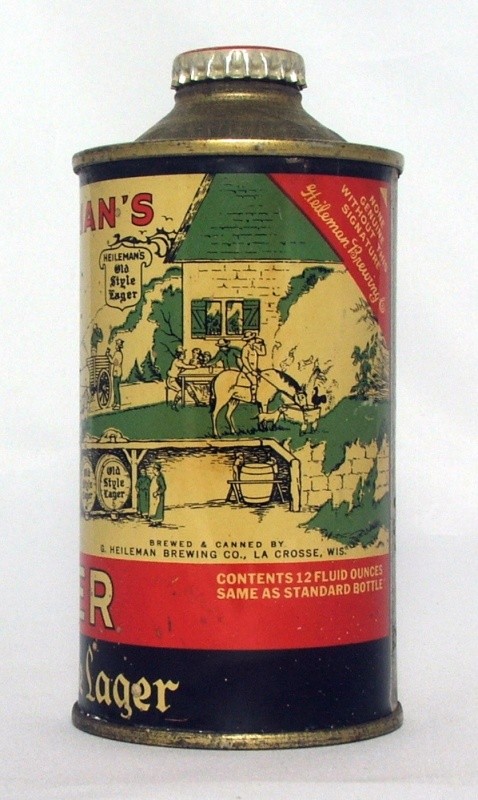 AN'S
HEILEMAN'S
Old
Style
Lager
NONE
GENUINE
WITHOUT THIS
SIGNATURE
Heileman Brewing Co
Old
Style
Lager
BREWED & CANNED BY
G. HEILEMAN BREWING CO., LA CROSSE, WIS.
CONTENTS 12 FLUID OUNCES
SAME AS STANDARD BOTTLE
ER
Lager